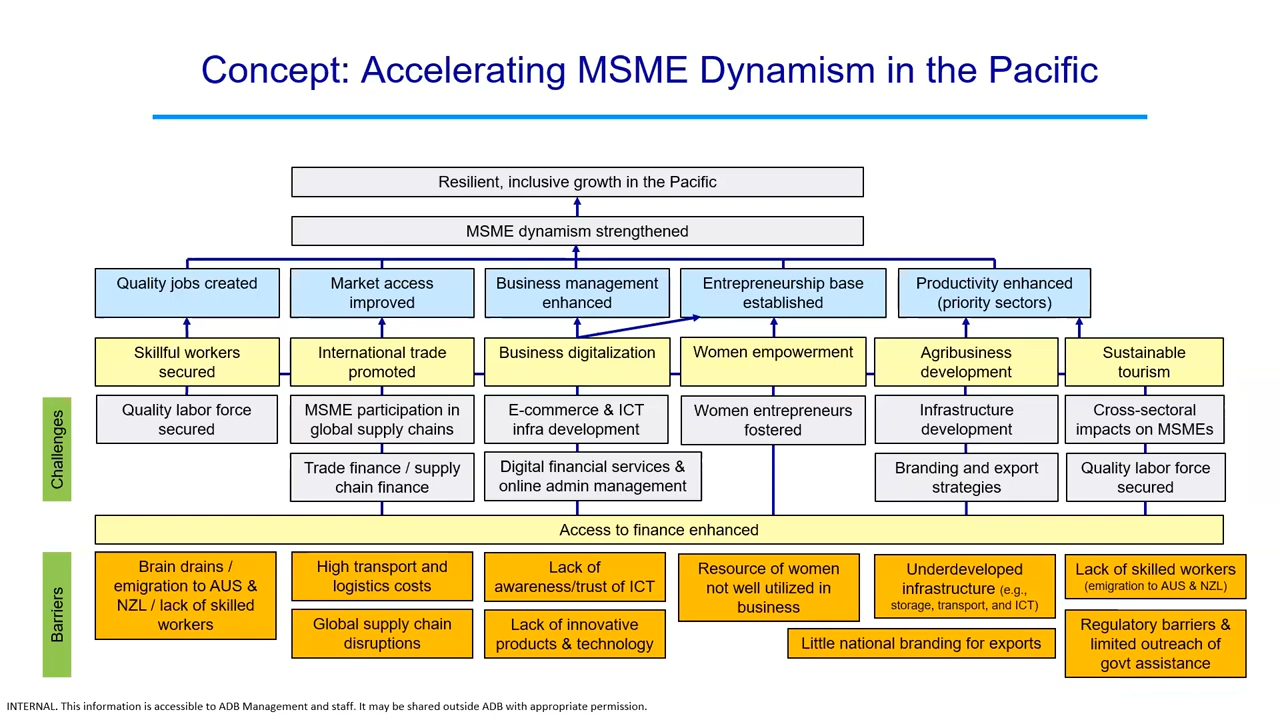 Concept: Accelerating MSME Dynamism in the Pacific
Resilient, inclusive growth in the Pacific
MSME dynamism strengthened
Quality jobs created
Market access
improved
Business management
enhanced
Entrepreneurship base
established
Productivity enhanced
(priority sectors)
Skillful workers
secured
International trade
promoted
Business digitalization
Women empowerment
Agribusiness
development
Sustainable
tourism
Challenges
Quality labor force
secured
MSME participation in
global supply chains
E-commerce & ICT
infra development
Women entrepreneurs
fostered
Infrastructure
development
Cross-sectoral
impacts on MSMEs
Trade finance / supply
chain finance
Digital financial services &
online admin management
Branding and export
strategies
Quality labor force
secured
Access to finance enhanced
Barriers
Brain drains /
emigration to AUS &
NZL / lack of skilled
workers
High transport and
logistics costs
Lack of
awareness/trust of ICT
Resource of women
not well utilized in
business
Underdeveloped
infrastructure (e.g.,
storage, transport, and ICT)
Lack of skilled workers
(emigration to AUS & NZL)
Global supply chain
disruptions
Lack of innovative
products & technology
Little national branding for exports
Regulatory barriers &
limited outreach of
govt assistance
INTERNAL. This information is accessible to ADB Management and staff. It may be shared outside ADB with appropriate permission.